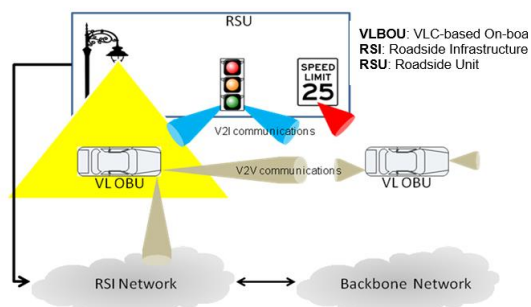 RSU
VLBOU: VLC-based On-boa
RSI: Roadside Infrastructure
RSU: Roadside Unit
SPEED
LIMIT
25
V2I communications
V2V communications
VL OBU
VL OBU
RSI Network
Backbone Network